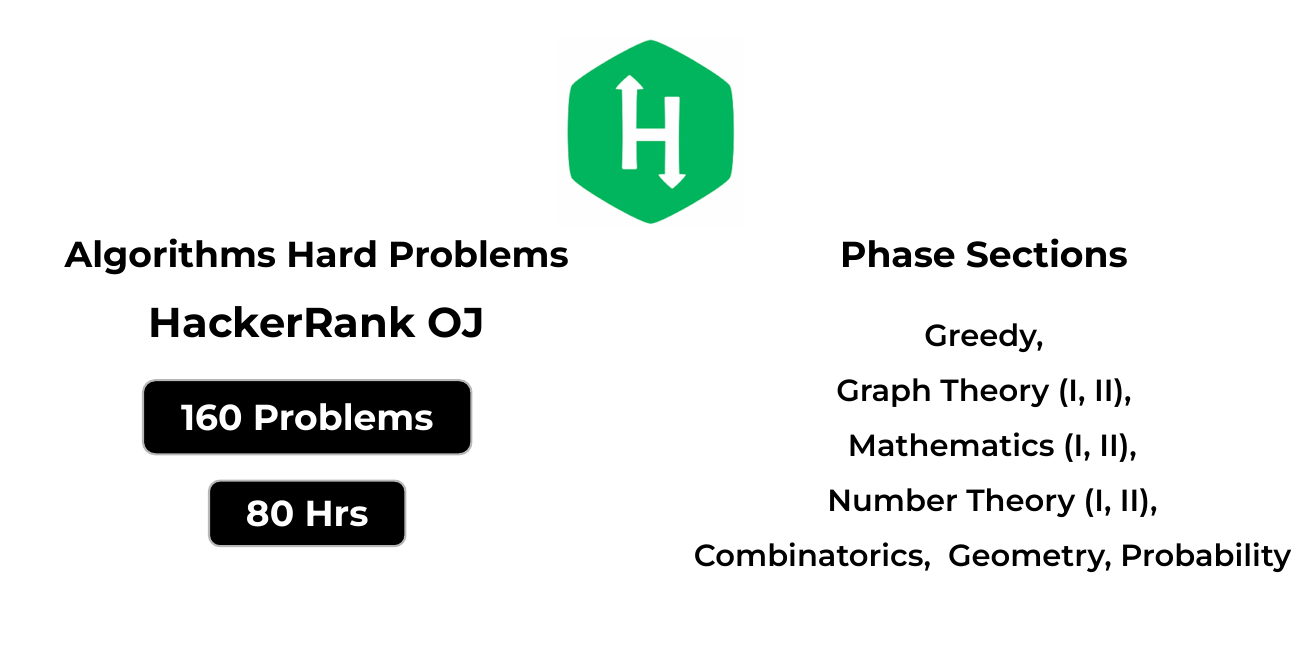 H
Algorithms Hard Problems
HackerRank OJ
160 Problems
80 Hrs
Phase Sections
Greedy,
Graph Theory (I, II),
Mathematics (I, II),
Number Theory (I, II),
Combinatorics,  Geometry, Probability